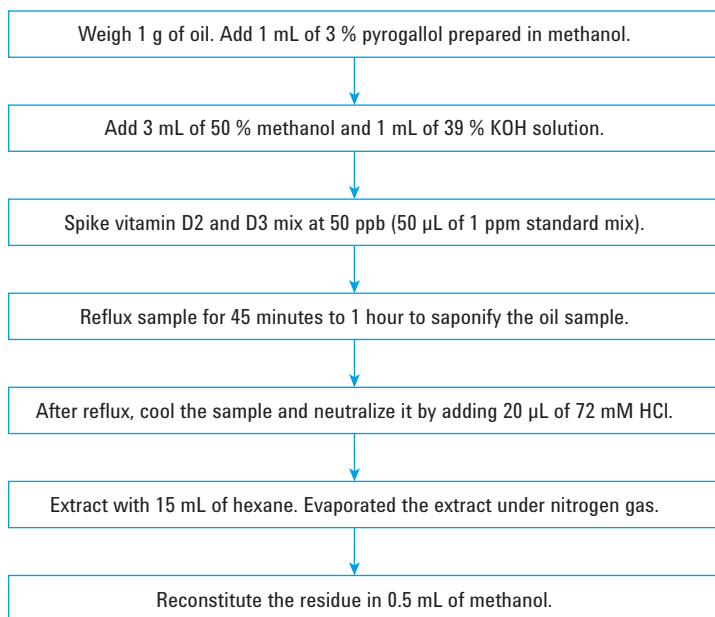 Weigh 1 g of oil. Add 1 mL of 3 % pyrogallol prepared in methanol.
Add 3 mL of 50 % methanol and 1 mL of 39 % KOH solution.
Spike vitamin D2 and D3 mix at 50 ppb (50 µL of 1 ppm standard mix).
Reflux sample for 45 minutes to 1 hour to saponify the oil sample.
After reflux, cool the sample and neutralize it by adding 20 µL of 72 mM HCl.
Extract with 15 mL of hexane. Evaporated the extract under nitrogen gas.
Reconstitute the residue in 0.5 mL of methanol.